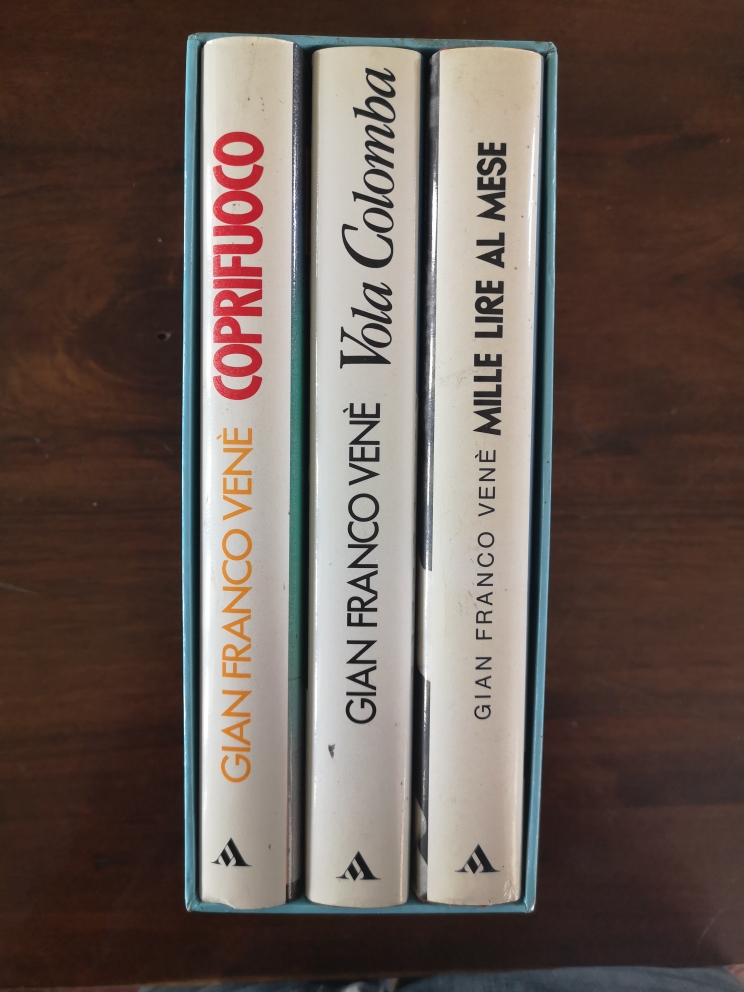 GIAN FRANCO VENÈ COPRIFUOCO
GIAN FRANCO VENÈ Vola Colomba
GIAN FRANCO VENÈ MILLE LIRE AL MESE